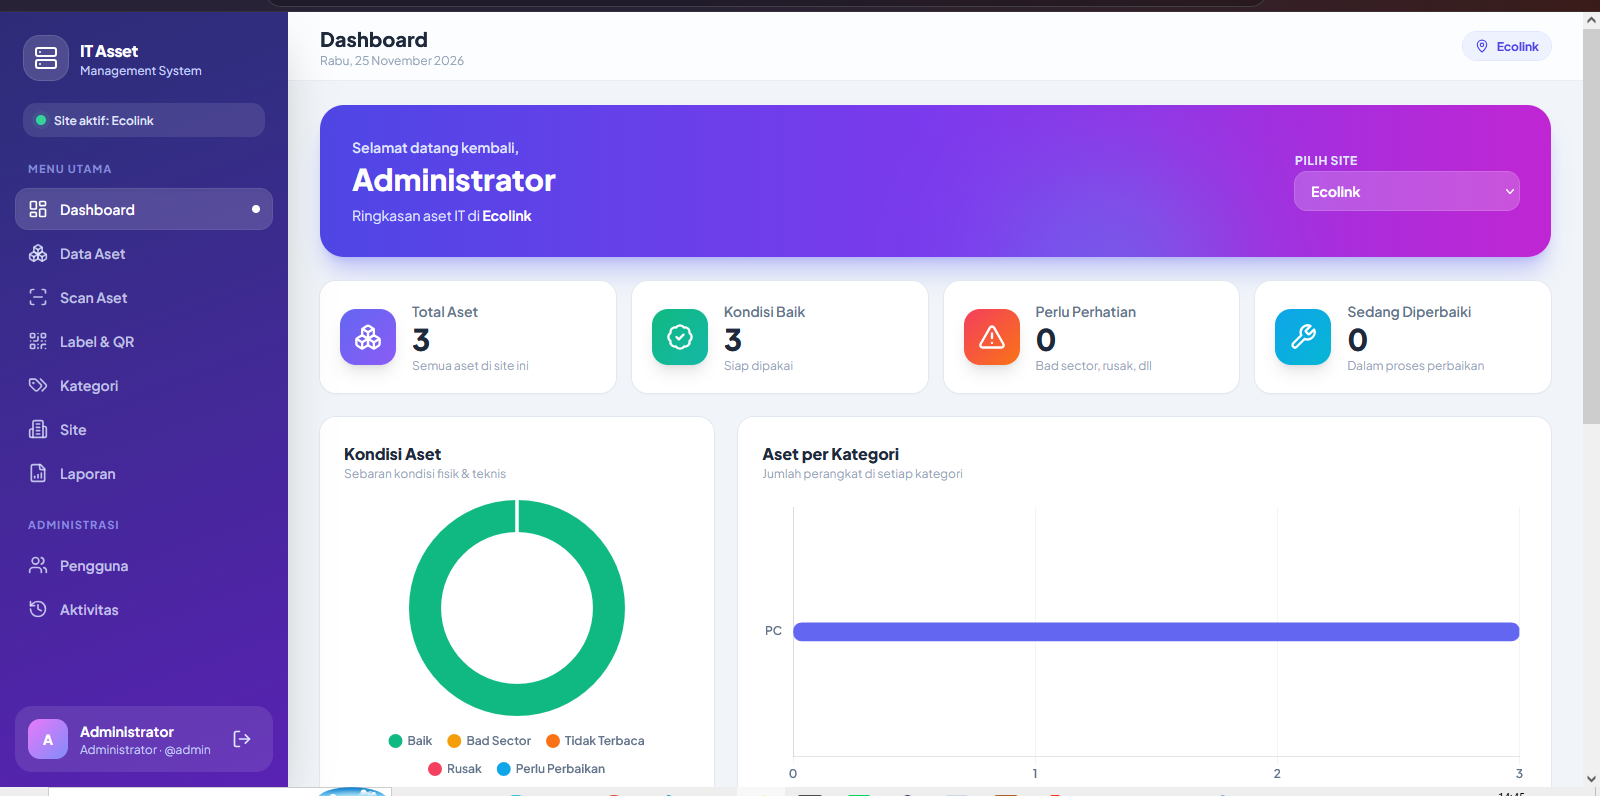 IT Asset
Management System
Site aktif: Ecolink
MENU UTAMA
Dashboard
Data Aset
Scan Aset
Label & QR
Kategori
Site
Laporan
ADMINISTRASI
Pengguna
Aktivitas
A
Administrator
Administrator · @admin
Dashboard
Rabu, 25 November 2026
Ecolink
Selamat datang kembali,
Administrator
Ringkasan aset IT di Ecolink
PILIH SITE
Ecolink
Total Aset
3
Semua aset di site ini
Kondisi Baik
3
Siap dipakai
Perlu Perhatian
0
Bad sector, rusak, dll
Sedang Diperbaiki
0
Dalam proses perbaikan
Kondisi Aset
Sebaran kondisi fisik & teknis
Baik Bad Sector Tidak Terbaca
Rusak Perlu Perbaikan
Aset per Kategori
Jumlah perangkat di setiap kategori
PC
0 1 2 3